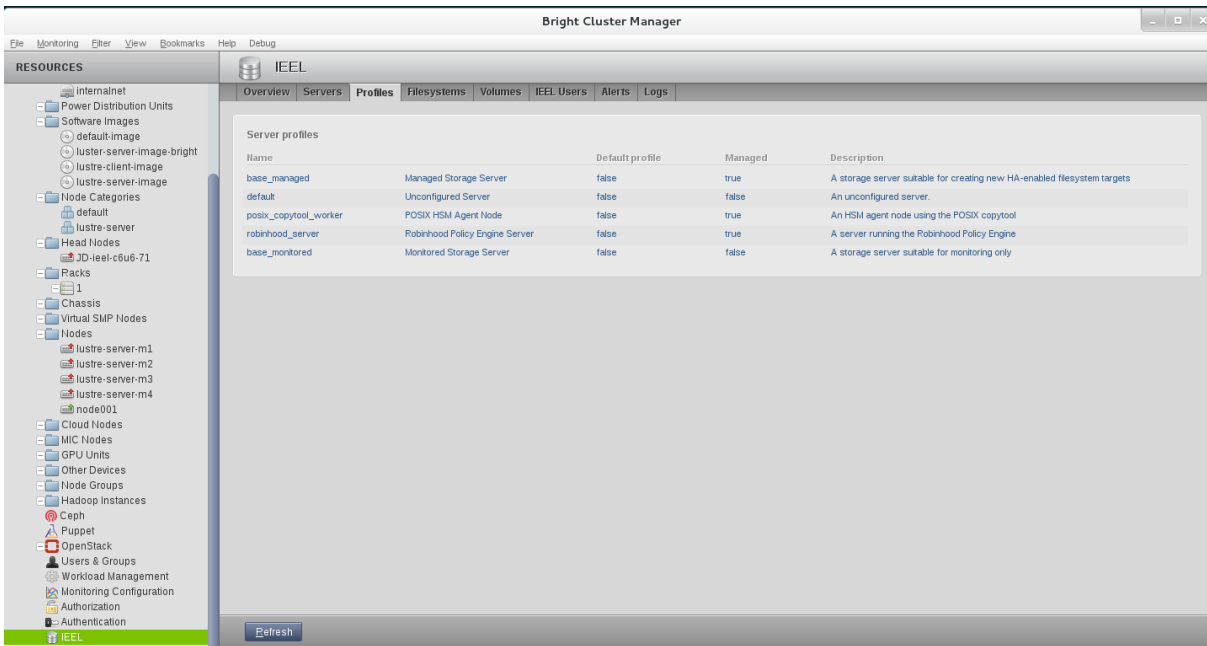 Bright Cluster Manager
File Monitoring Filter View Bookmarks Help Debug
RESOURCES
internalnet
Power Distribution Units
Software Images
default-image
luster-server-image-bright
lustre-client-image
lustre-server-image
Node Categories
default
lustre-server
Head Nodes
JD-ieel-c6u6-71
Racks
1
Chassis
Virtual SMP Nodes
Nodes
lustre-server-m1
lustre-server-m2
lustre-server-m3
lustre-server-m4
node001
Cloud Nodes
MIC Nodes
GPU Units
Other Devices
Node Groups
Hadoop Instances
Ceph
Puppet
OpenStack
Users & Groups
Workload Management
Monitoring Configuration
Authorization
Authentication
IEEL
IEEL
Overview Servers Profiles Filesystems Volumes IEEL Users Alerts Logs
Server profiles
Name Default profile Managed Description
base_managed Managed Storage Server false true A storage server suitable for creating new HA-enabled filesystem targets
default Unconfigured Server false false An unconfigured server.
posix_copytool_worker POSIX HSM Agent Node false true An HSM agent node using the POSIX copytool
robinhood_server Robinhood Policy Engine Server false true A server running the Robinhood Policy Engine
base_monitored Monitored Storage Server false false A storage server suitable for monitoring only
Refresh